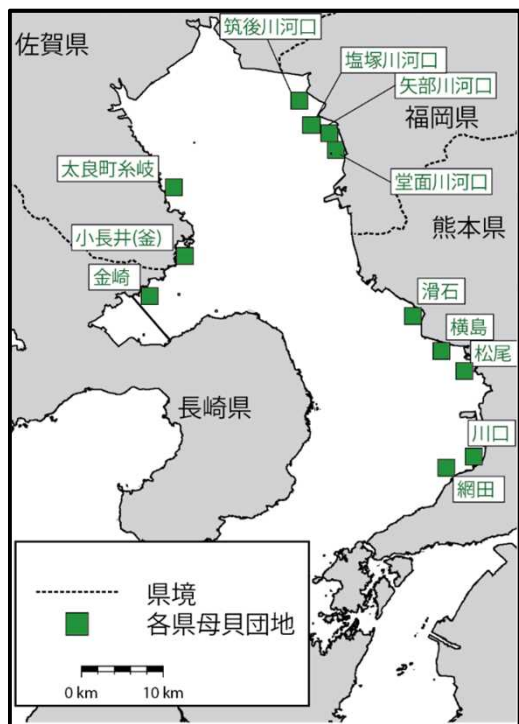 筑後川河口
佐賀県
塩塚川河口
矢部川河口
福岡県
太良町糸岐
堂面川河口
小長井(釜)
熊本県
金崎
滑石
横島
松尾
長崎県
川口
網田
県境
各県母貝団地
0 km 10 km